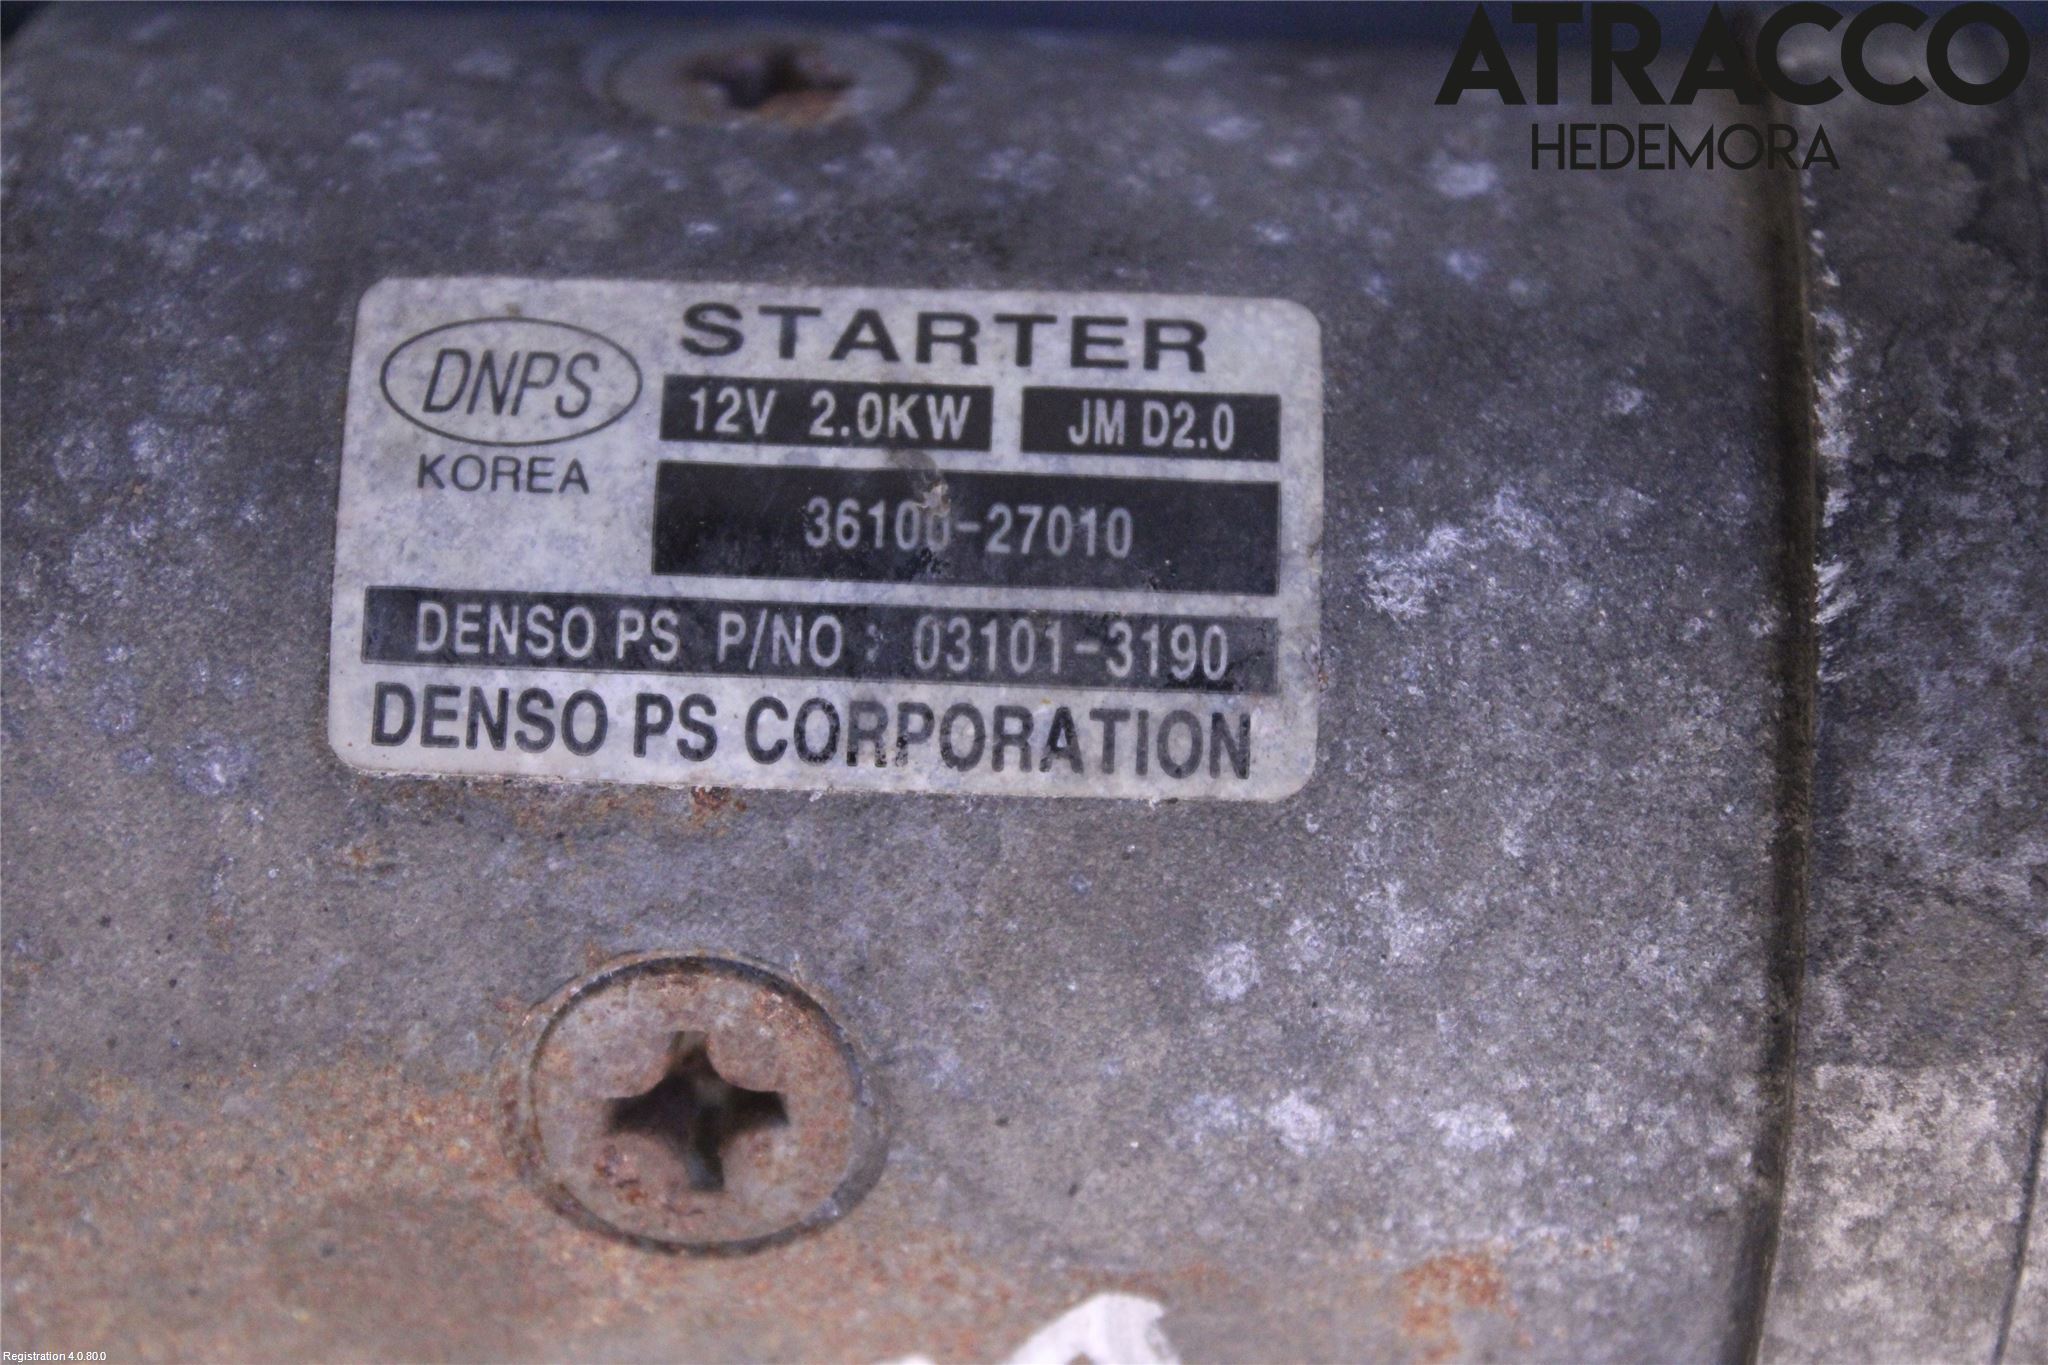 ATRACCO
HEDEMORA
DNPS
KOREA
STARTER
12V 2.0KW JM D2.0
36100-27010
DENSO PS P/NO : 03101-3190
DENSO PS CORPORATION
Registration 4.0.80.0